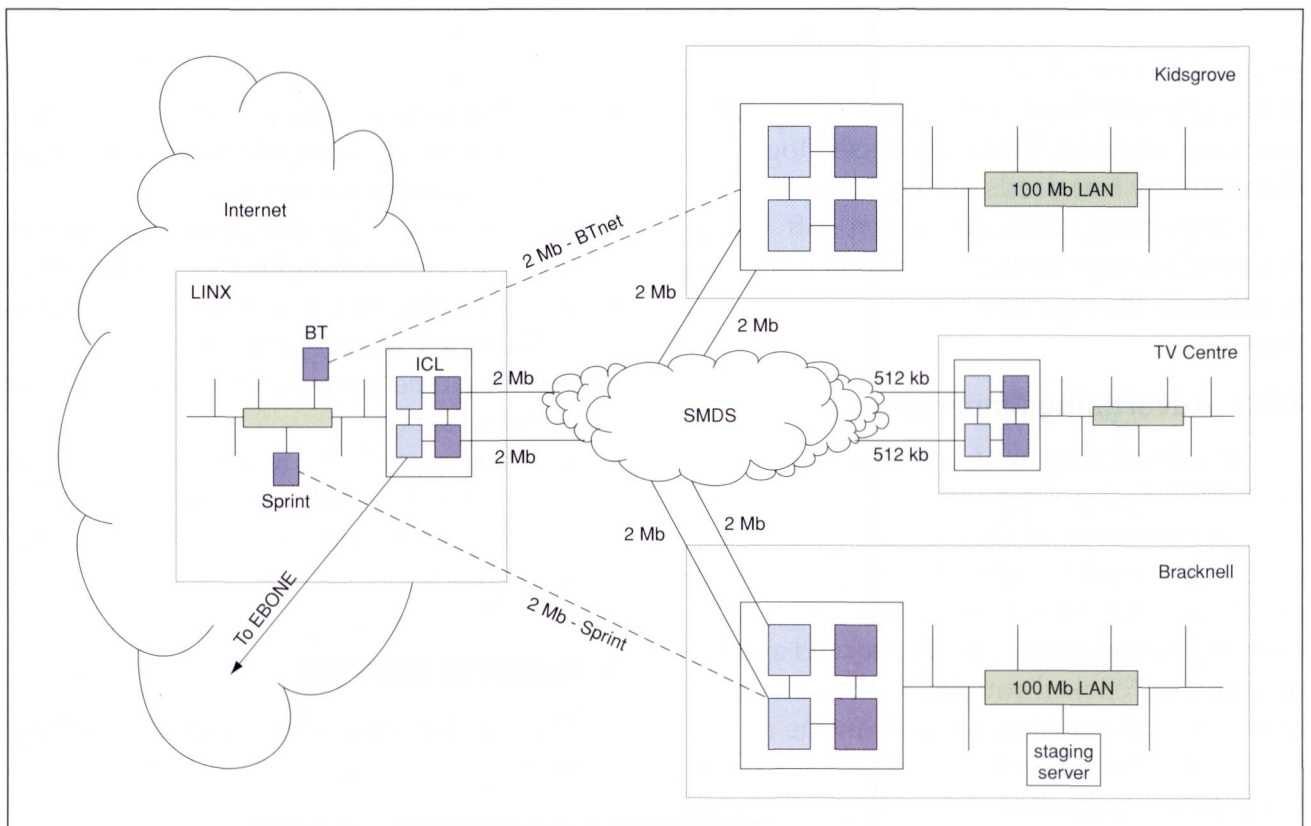 Kidsgrove
Internet
100 Mb LAN
2 Mb - BTnet
LINX
2 Mb
2 Mb
BT
ICL
TV Centre
2 Mb
512 kb
SMDS
2 Mb
512 kb
Sprint
2 Mb
2 Mb
Bracknell
To EBONE
2 Mb - Sprint
100 Mb LAN
staging
server